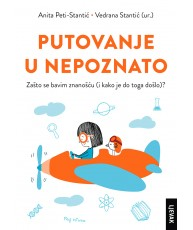 Anita Peti-Stantić • Vedrana Stantić (ur.)
PUTOVANJE
U NEPOZNATO
Zašto se bavim znanošću (i kako je do toga došlo)?
LJEVAK